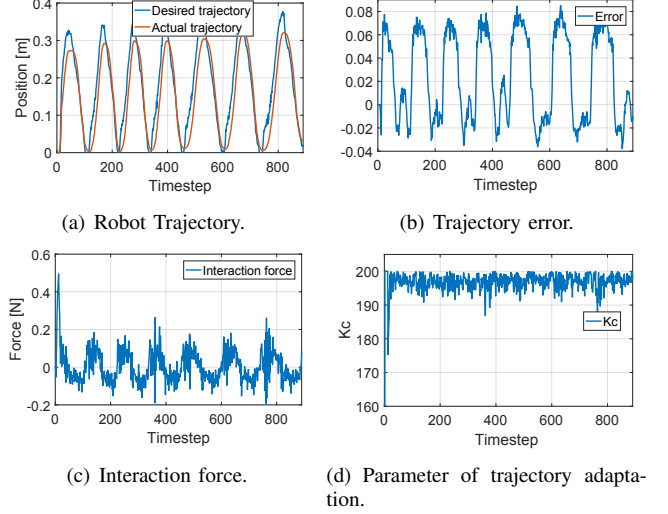 0.4
0.3
0.2
0.1
0
Position [m]
Desired trajectory
Actual trajectory
0 200 400 600 800
Timestep
(a) Robot Trajectory.
0.08
0.06
0.04
0.02
0
-0.02
-0.04
Error
0 200 400 600 800
Timestep
(b) Trajectory error.
0.6
0.4
0.2
0
-0.2
Force [N]
Interaction force
0 200 400 600 800
Timestep
(c) Interaction force.
200
190
180
170
160
Kc
Kc
200 400 600 800
Timestep
(d) Parameter of trajectory adapta-
tion.